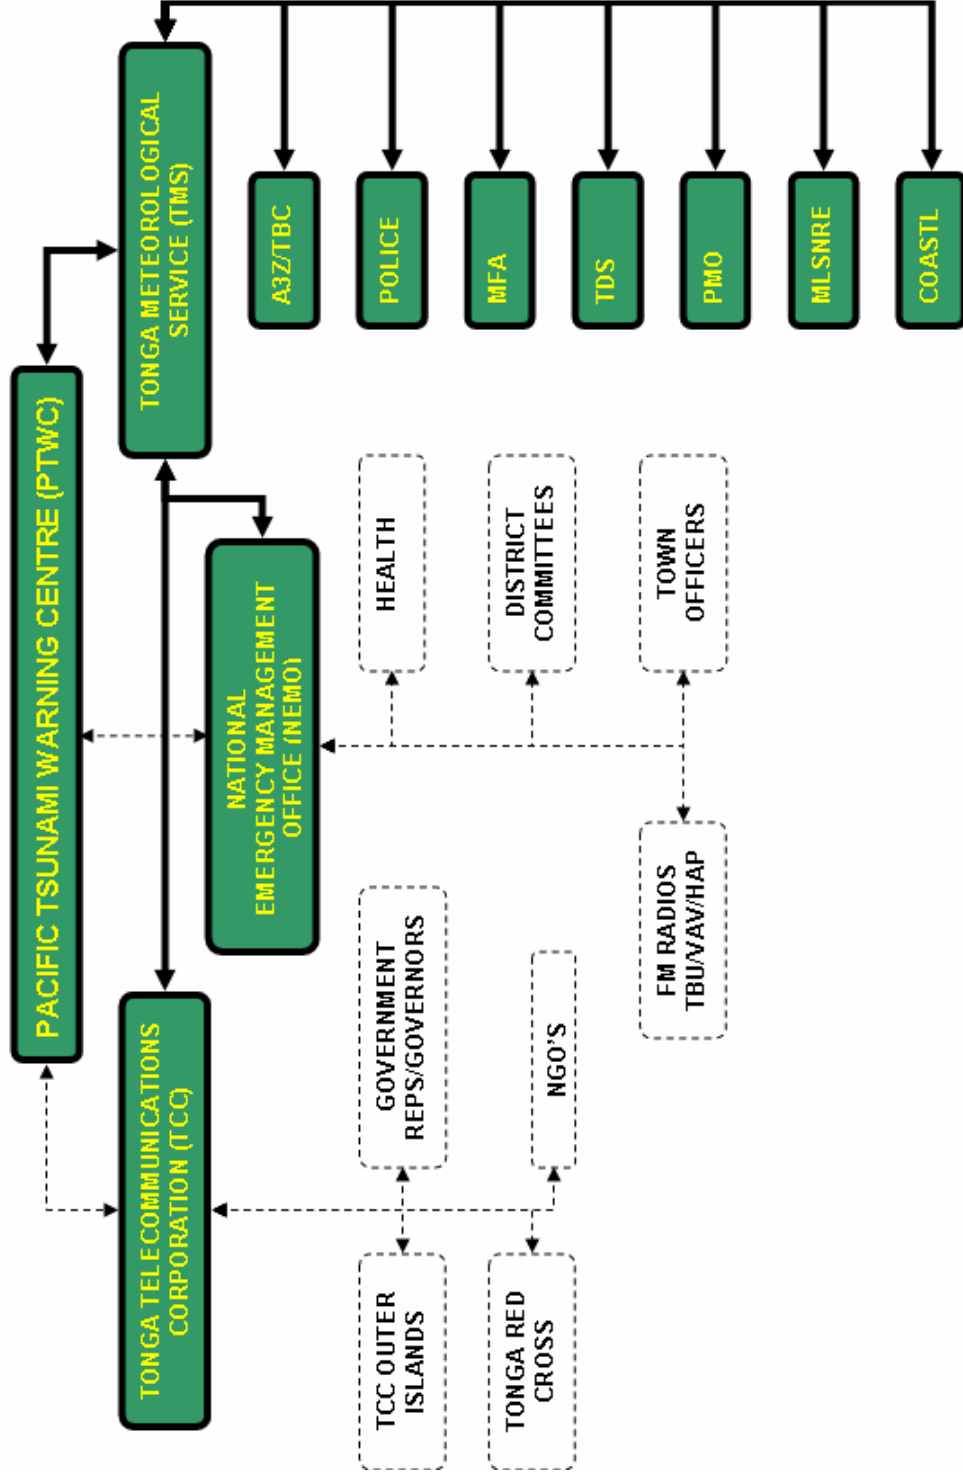 PACIFIC TSUNAMI WARNING CENTRE (PTWC)
TONGA TELECOMMUNICATIONS
CORPORATION (TCC)
NATIONAL
EMERGENCY MANAGEMENT
OFFICE (NEMO)
TONGA METEOROLOGICAL
SERVICE (TMS)
TCC OUTER
ISLANDS
GOVERNMENT
REPS/GOVERNORS
TONGA RED
CROSS
NGO'S
HEALTH
DISTRICT
COMMITTEES
FM RADIOS
TBU/VAV/HAP
TOWN
OFFICERS
A3Z/TBC
POLICE
MFA
TDS
PMO
MLSNRE
COASTL